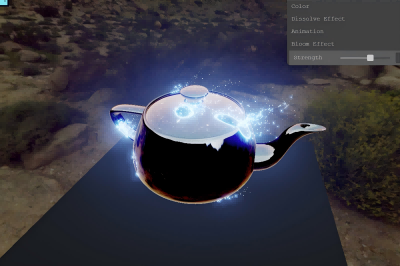 Color
Dissolve Effect
Animation
Bloom Effect
Strength